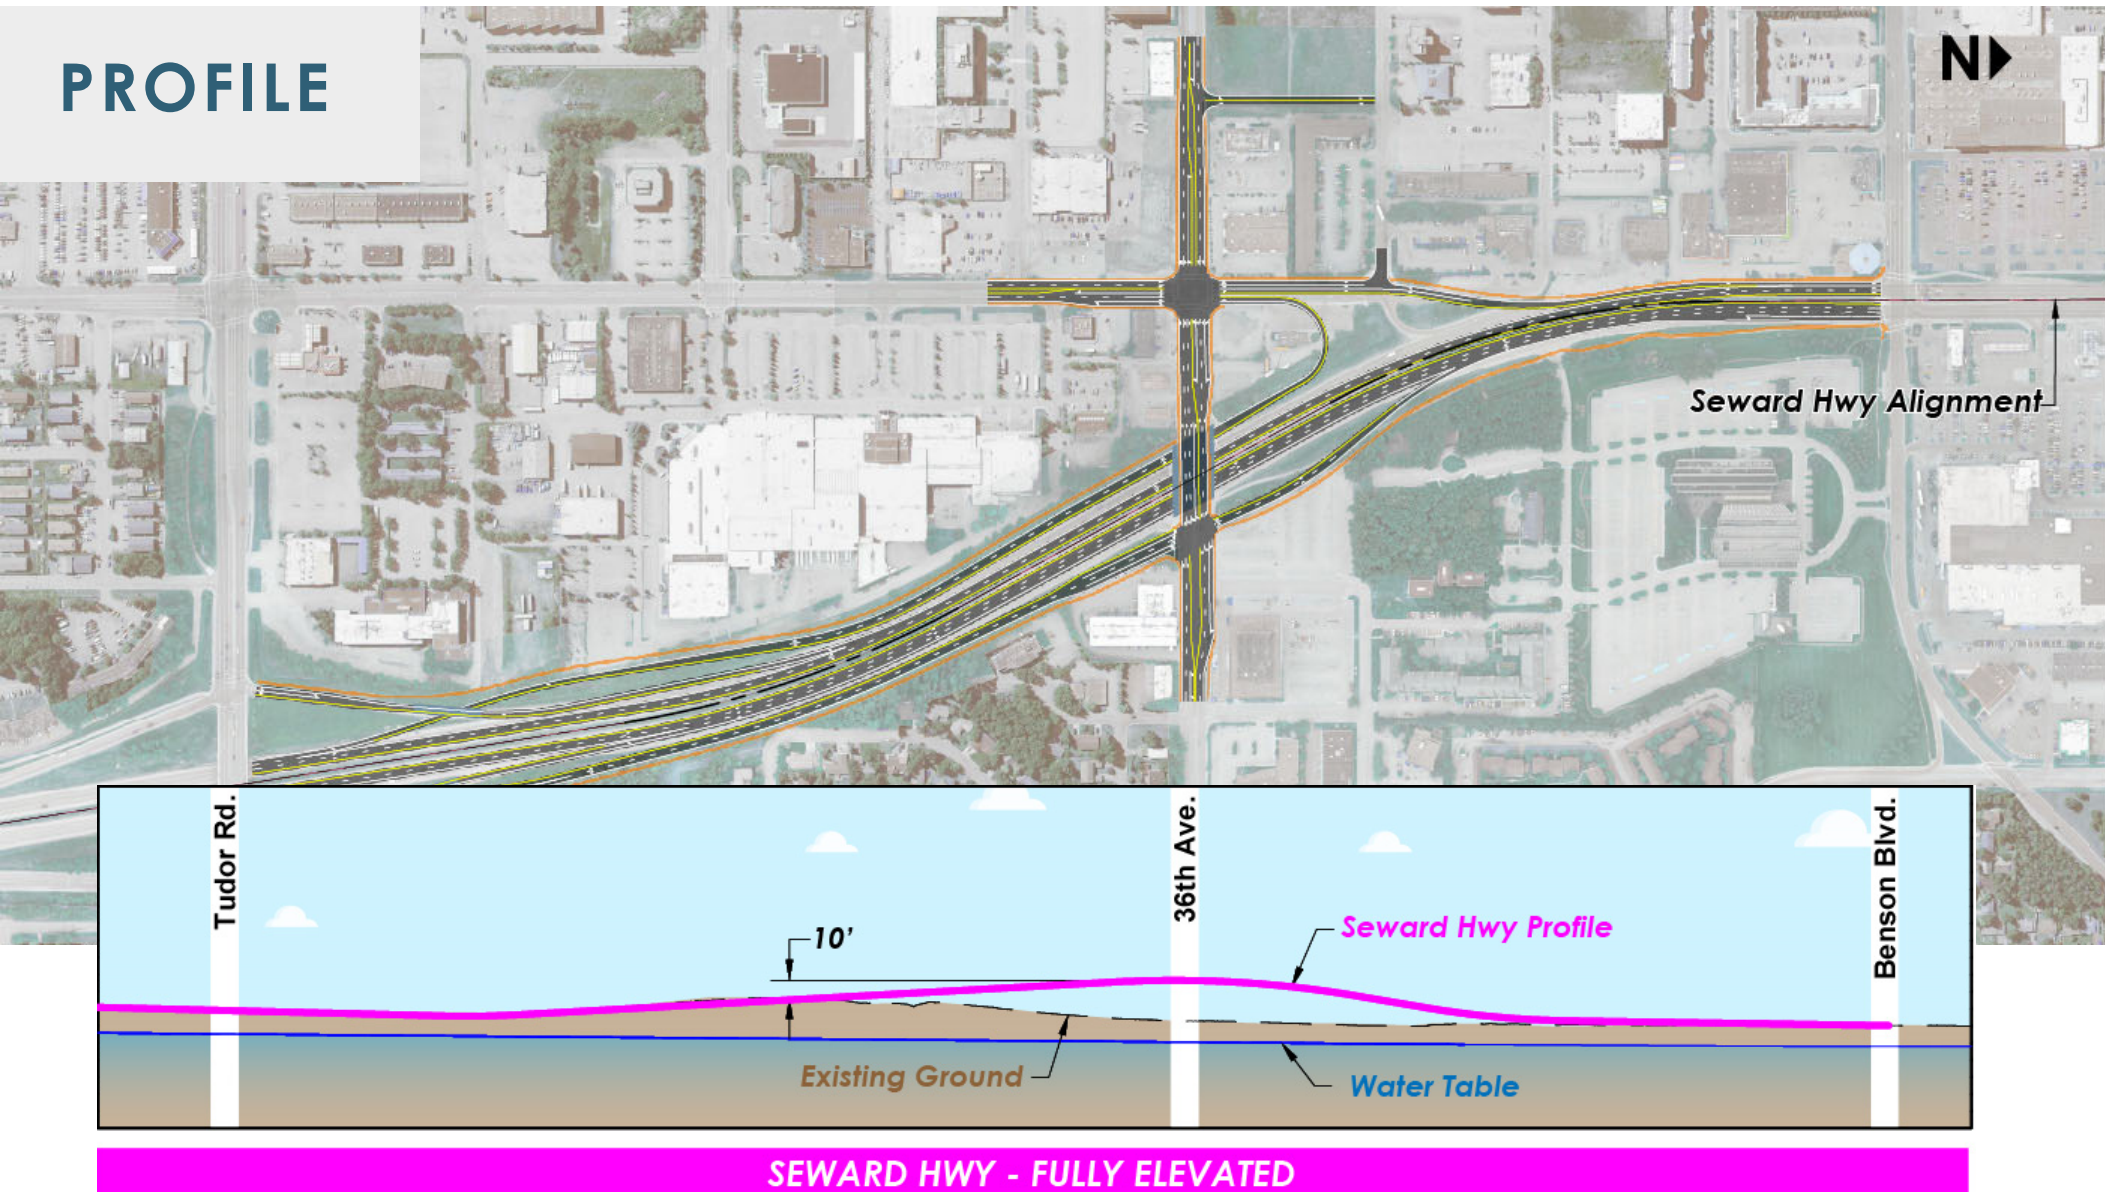 PROFILE
N
Seward Hwy Alignment
Tudor Rd.
36th Ave.
Benson Blvd.
10’
Seward Hwy Profile
Existing Ground
Water Table
SEWARD HWY - FULLY ELEVATED